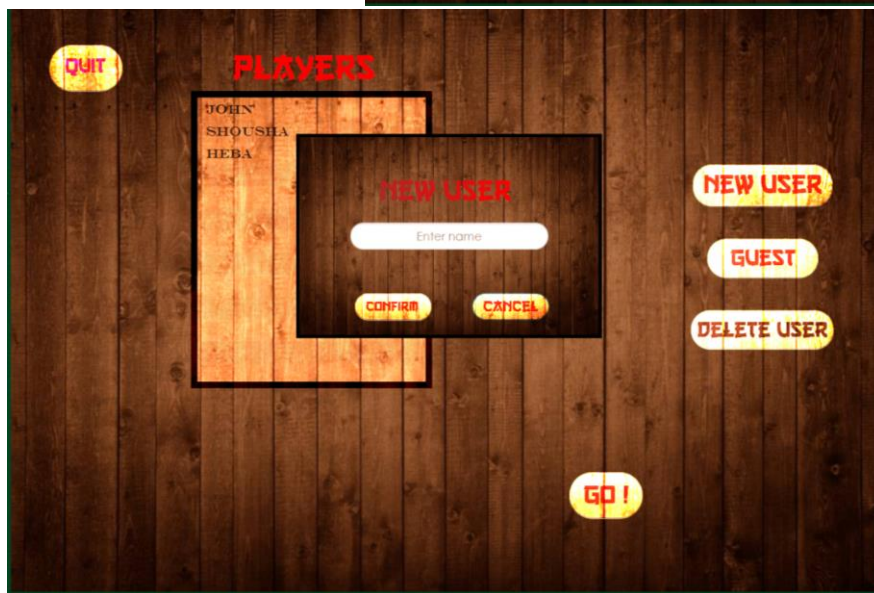 QUIT
PLAYERS
JOHN
SHOUSHA
HEBA
NEW USER
Enter name
CONFIRM
CANCEL
NEW USER
GUEST
DELETE USER
GO !